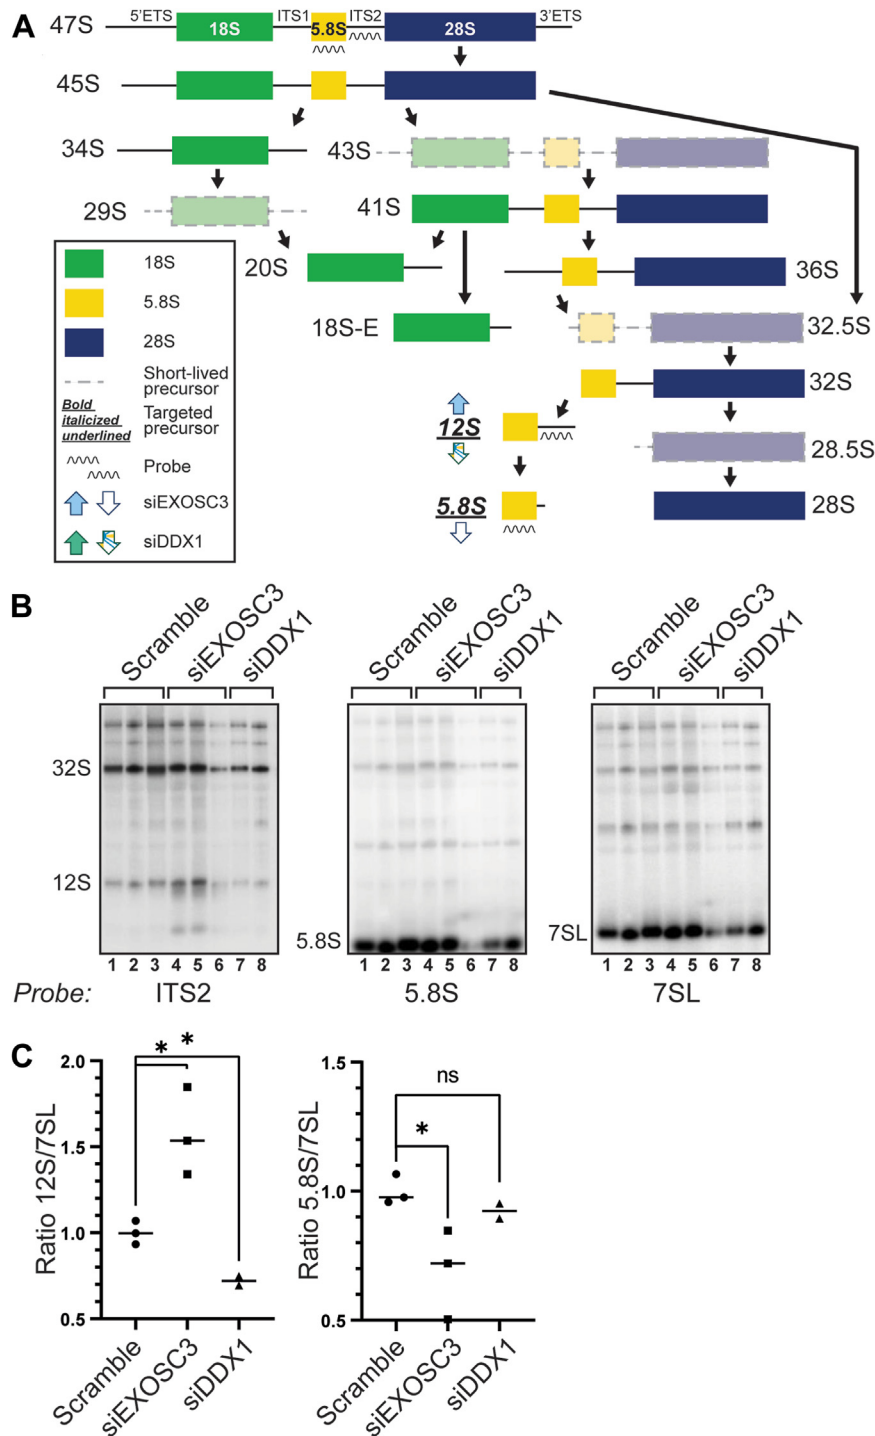 A
5'ETS ITS1 ITS2 3'ETS
47S 18S 5.8S 28S
45S
34S 43S
29S 41S
20S 36S
18S-E 32.5S
32S
12S
28.5S
5.8S 28S
18S
5.8S
28S
Short-lived
precursor
Bold
italicized
underlined
Targeted
precursor
Probe
siEXOSC3
siDDX1
B
Scramble siEXOSC3 siDDX1 Scramble siEXOSC3 siDDX1 Scramble siEXOSC3 siDDX1
32S
12S
5.8S 7SL
1 2 3 4 5 6 7 8 1 2 3 4 5 6 7 8 1 2 3 4 5 6 7 8
Probe: ITS2 5.8S 7SL
C
Ratio 12S/7SL
2.0
1.5
1.0
0.5
* *
Scramble siEXOSC3 siDDX1
Ratio 5.8S/7SL
1.5
1.0
0.5
ns
*
Scramble siEXOSC3 siDDX1